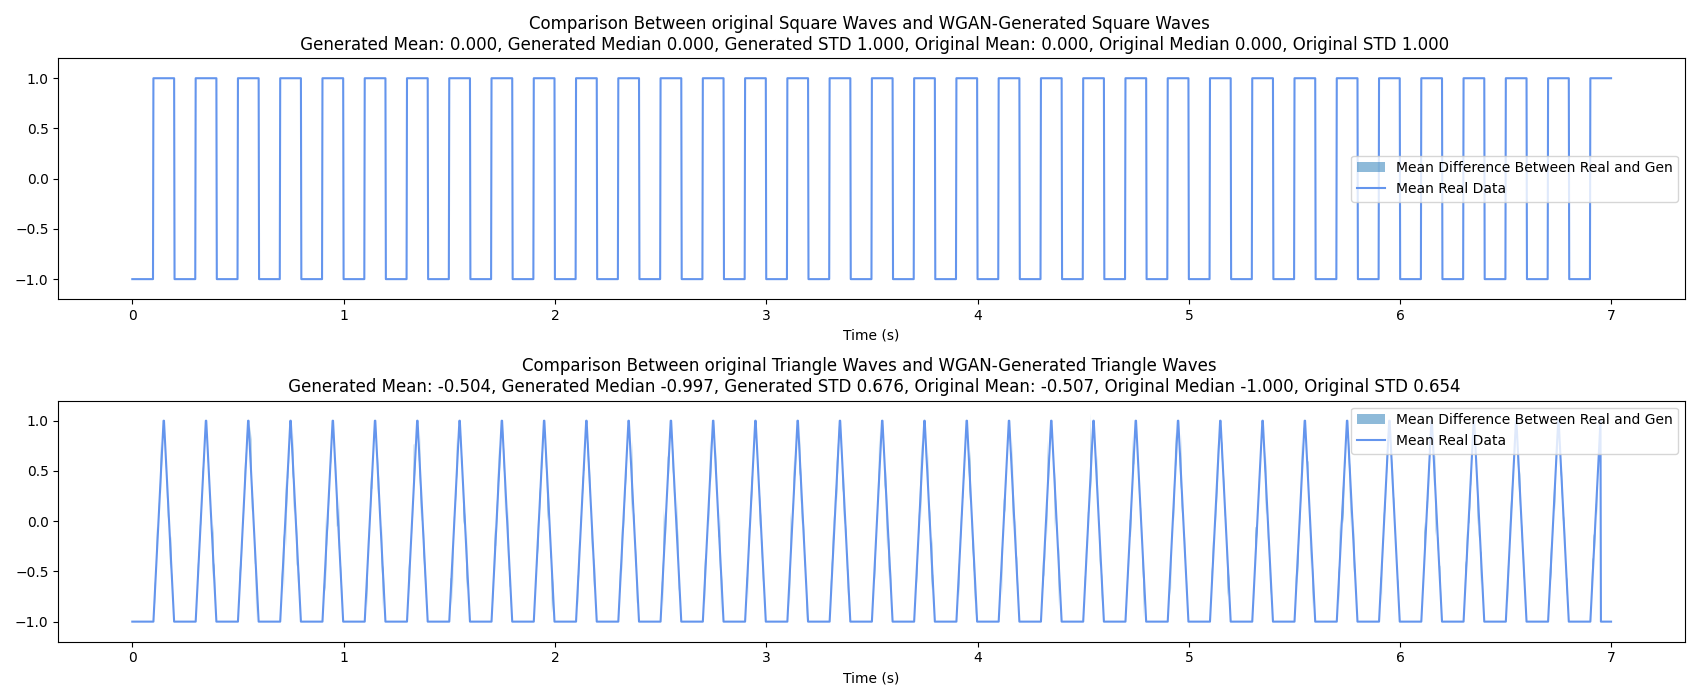 Comparison Between original Square Waves and WGAN-Generated Square Waves
Generated Mean: 0.000, Generated Median 0.000, Generated STD 1.000, Original Mean: 0.000, Original Median 0.000, Original STD 1.000
1.0
0.5
0.0
−0.5
−1.0
Mean Difference Between Real and Gen
Mean Real Data
0 1 2 3 4 5 6 7
Time (s)
Comparison Between original Triangle Waves and WGAN-Generated Triangle Waves
Generated Mean: -0.504, Generated Median -0.997, Generated STD 0.676, Original Mean: -0.507, Original Median -1.000, Original STD 0.654
1.0
0.5
0.0
−0.5
−1.0
Mean Difference Between Real and Gen
Mean Real Data
0 1 2 3 4 5 6 7
Time (s)